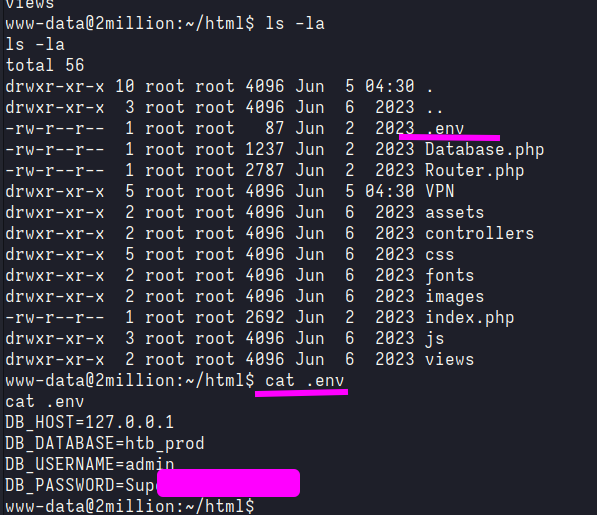 views
www-data@2million:~/html$ ls -la
ls -la
total 56
drwxr-xr-x 10 root root 4096 Jun  5 04:30 .
drwxr-xr-x  3 root root 4096 Jun  6  2023 ..
-rw-r--r--  1 root root   87 Jun  2  2023 .env
-rw-r--r--  1 root root 1237 Jun  2  2023 Database.php
-rw-r--r--  1 root root 2787 Jun  2  2023 Router.php
drwxr-xr-x  5 root root 4096 Jun  5 04:30 VPN
drwxr-xr-x  2 root root 4096 Jun  6  2023 assets
drwxr-xr-x  2 root root 4096 Jun  6  2023 controllers
drwxr-xr-x  5 root root 4096 Jun  6  2023 css
drwxr-xr-x  2 root root 4096 Jun  6  2023 fonts
drwxr-xr-x  2 root root 4096 Jun  6  2023 images
-rw-r--r--  1 root root 2692 Jun  2  2023 index.php
drwxr-xr-x  3 root root 4096 Jun  6  2023 js
drwxr-xr-x  2 root root 4096 Jun  6  2023 views
www-data@2million:~/html$ cat .env
cat .env
DB_HOST=127.0.0.1
DB_DATABASE=htb_prod
DB_USERNAME=admin
DB_PASSWORD=Sup
www-data@2million:~/html$